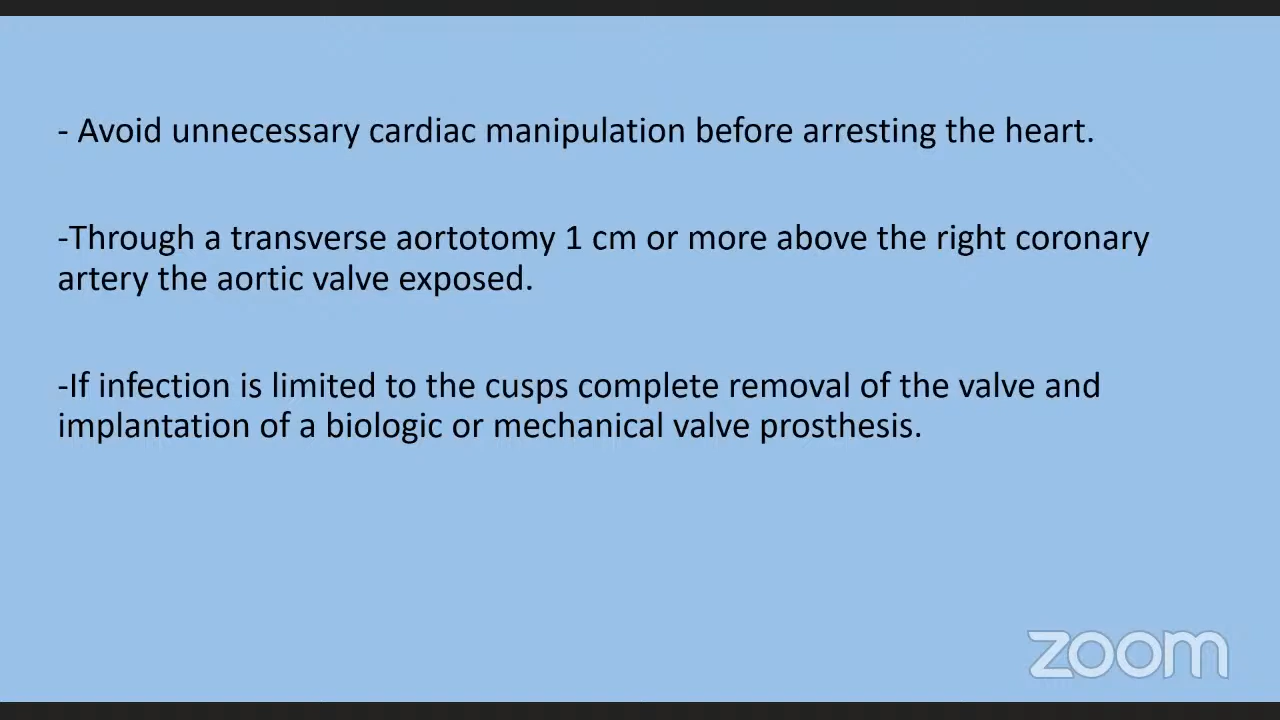 - Avoid unnecessary cardiac manipulation before arresting the heart.
-Through a transverse aortotomy 1 cm or more above the right coronary
artery the aortic valve exposed.
-If infection is limited to the cusps complete removal of the valve and
implantation of a biologic or mechanical valve prosthesis.
zoom